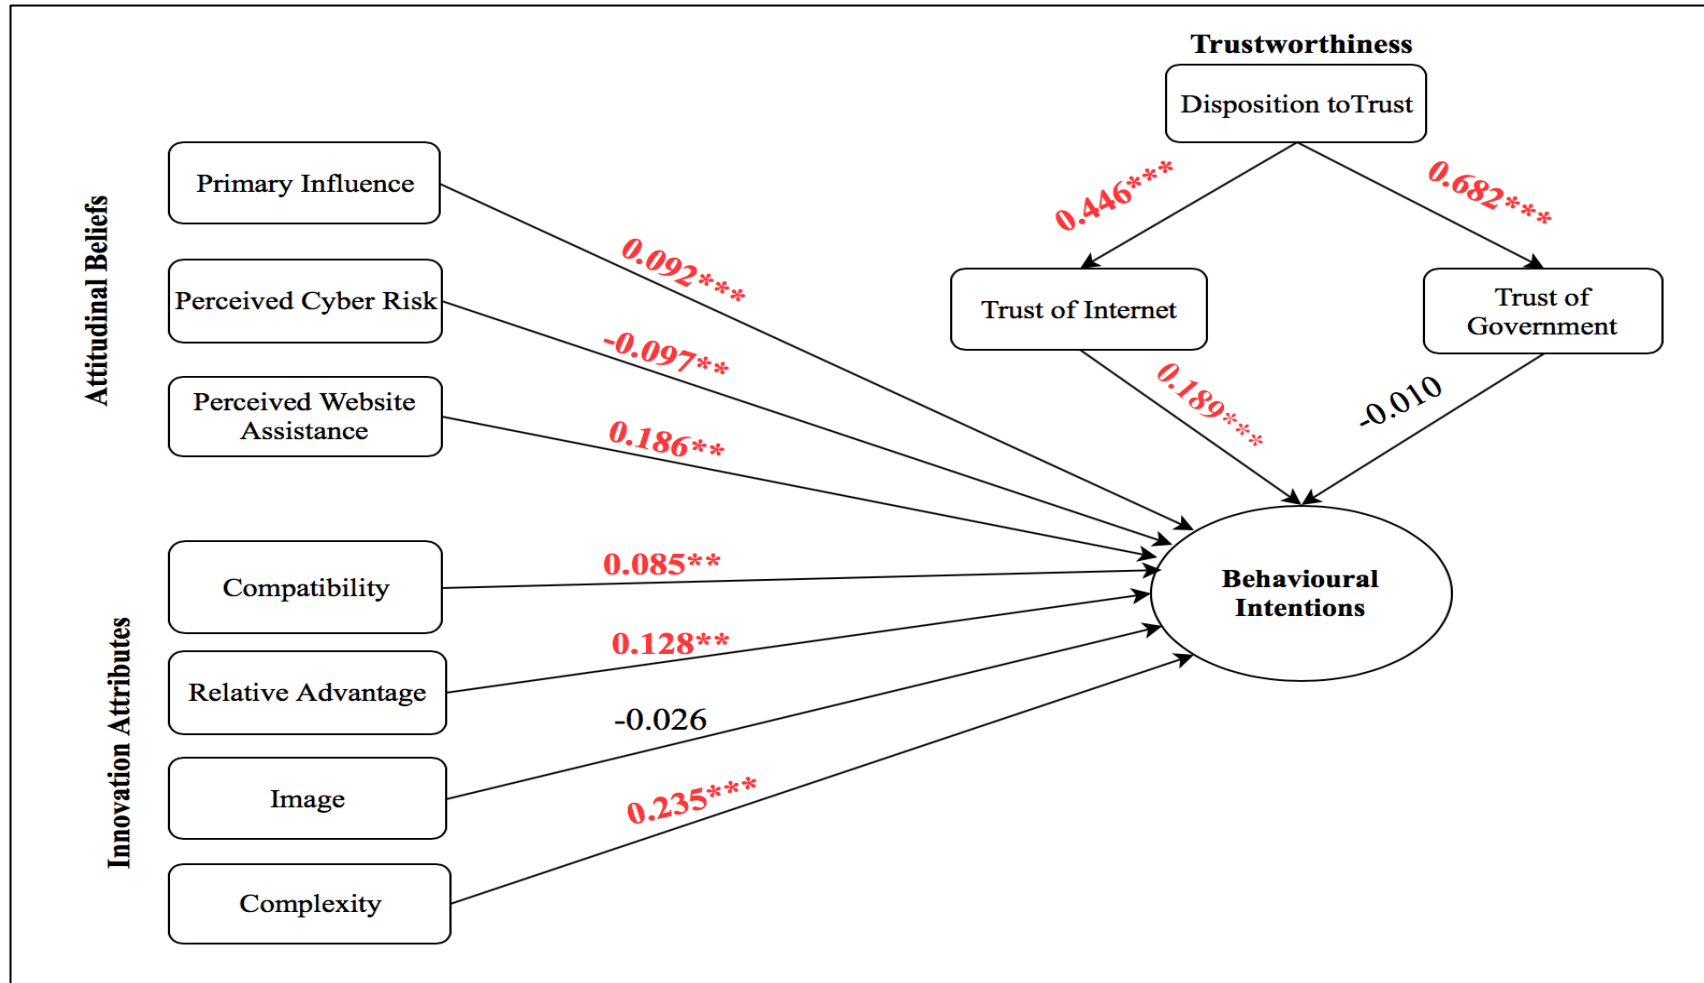 Trustworthiness
Disposition toTrust
0.446***
0.682***
Trust of Internet
Trust of
Government
0.189***
-0.010
Attitudinal Beliefs
Primary Influence
0.092***
Perceived Cyber Risk
-0.097**
Perceived Website
Assistance
0.186**
Innovation Attributes
Compatibility
0.085**
Relative Advantage
0.128**
Image
-0.026
Complexity
0.235***
Behavioural
Intentions